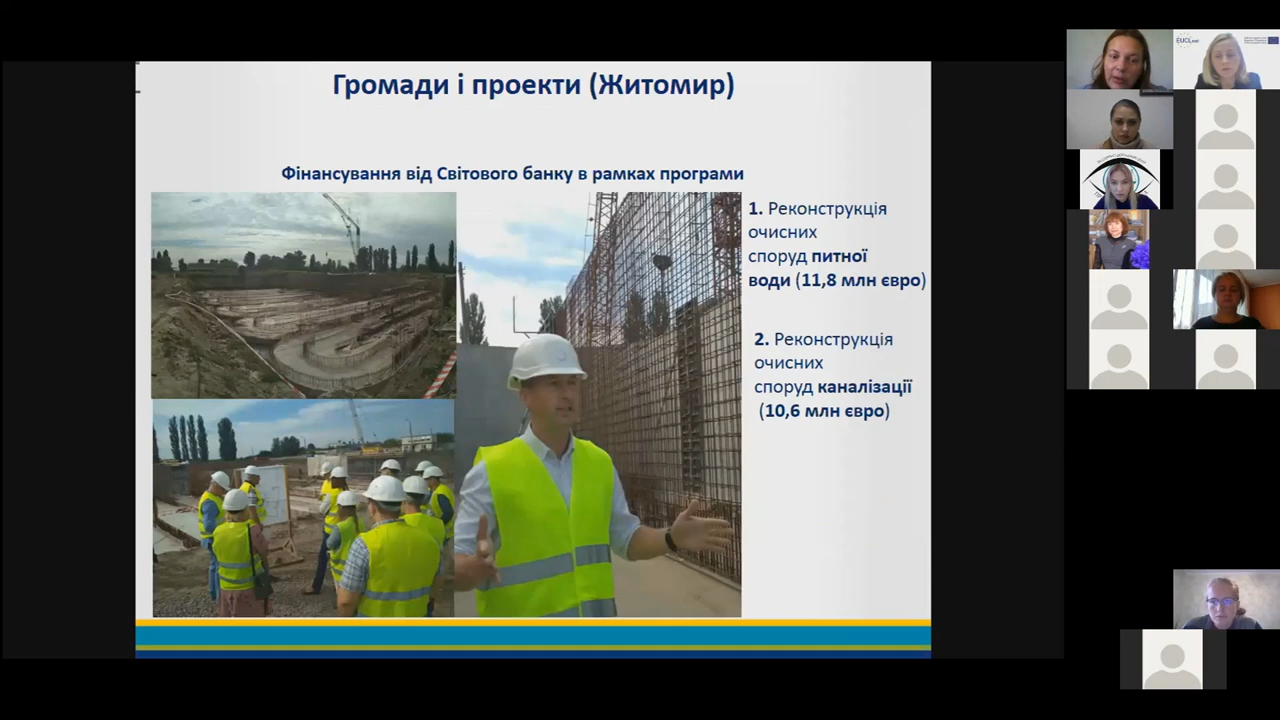 Громади і проекти (Житомир)
Фінансування від Світового банку в рамках програми
1. Реконструкція
очисних
споруд питної
води (11,8 млн євро)
2. Реконструкція
очисних
споруд каналізації
(10,6 млн євро)